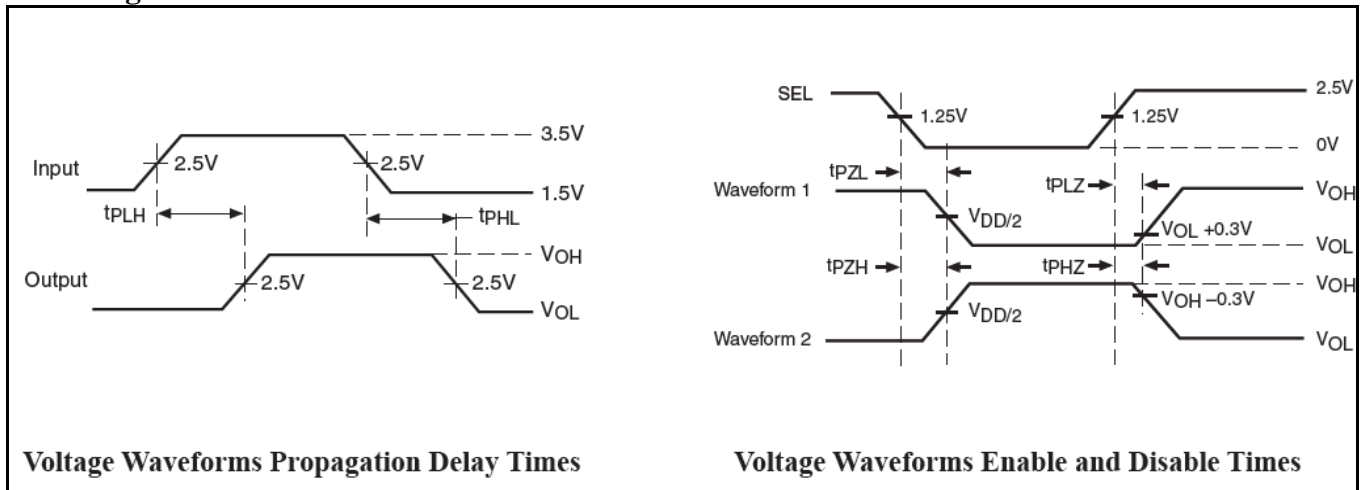 3.5V
2.5V
2.5V
Input
1.5V
tPLH
tPHL
VOH
Output
2.5V
2.5V
VOL
Voltage Waveforms Propagation Delay Times
SEL
2.5V
1.25V
1.25V
0V
tPZL
tPLZ
Waveform 1
VOH
VDD/2
VOL +0.3V
VOL
tPZH
tPHZ
VOH
VOH –0.3V
VDD/2
Waveform 2
VOL
Voltage Waveforms Enable and Disable Times